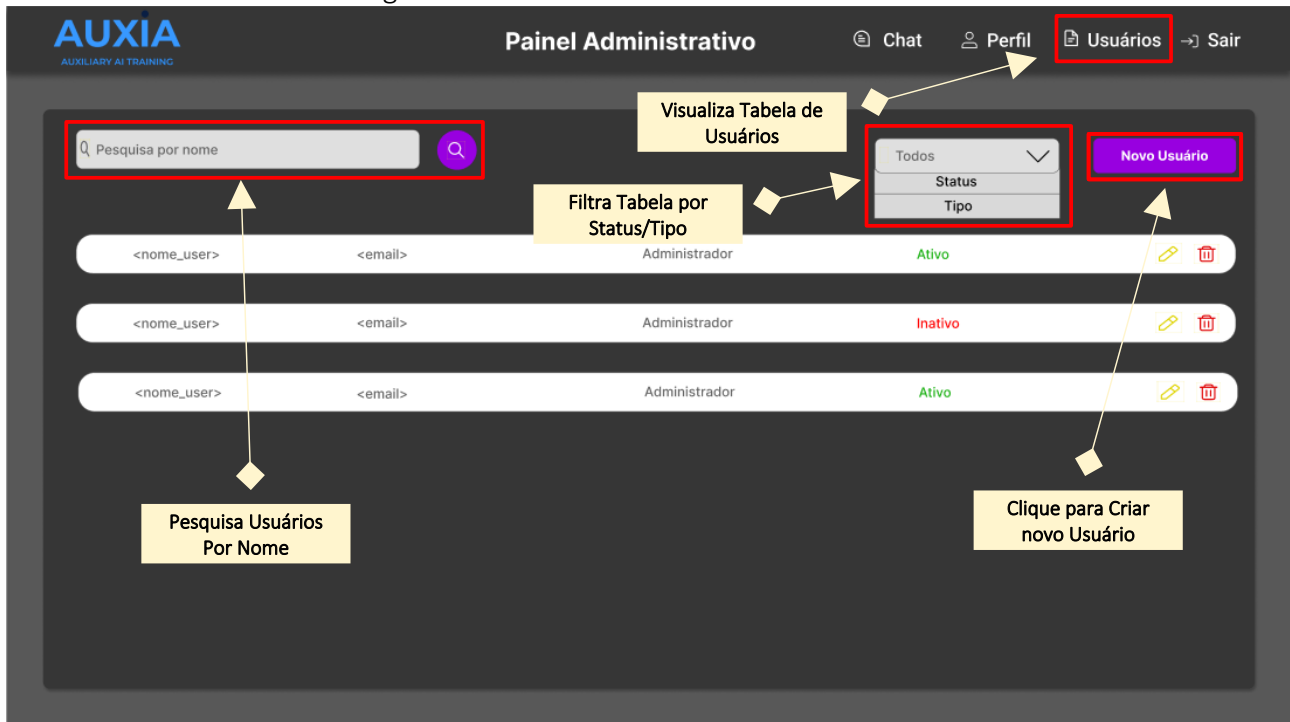 AUXIA
AUXILIARY AI TRAINING
Painel Administrativo
Chat
Perfil
Usuários
Sair
Visualiza Tabela de
Usuários
Pesquisa por nome
Todos
Status
Tipo
Novo Usuário
Filtra Tabela por
Status/Tipo
<nome_user> <email> Administrador Ativo
<nome_user> <email> Administrador Inativo
<nome_user> <email> Administrador Ativo
Pesquisa Usuários
Por Nome
Clique para Criar
novo Usuário